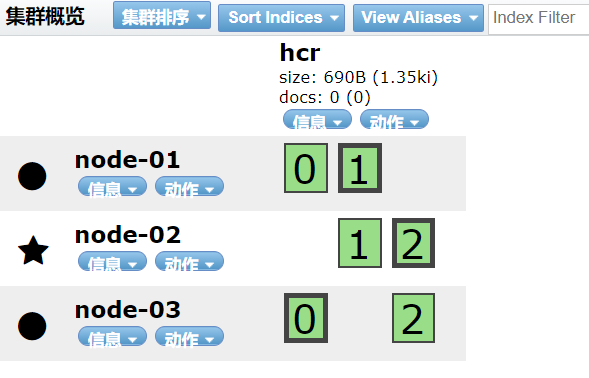 集群概览 集群排序 Sort Indices View Aliases Index Filter
hcr
size: 690B (1.35ki)
docs: 0 (0)
信息 动作
node-01 0 1
信息 动作
node-02 1 2
信息 动作
node-03 0 2
信息 动作